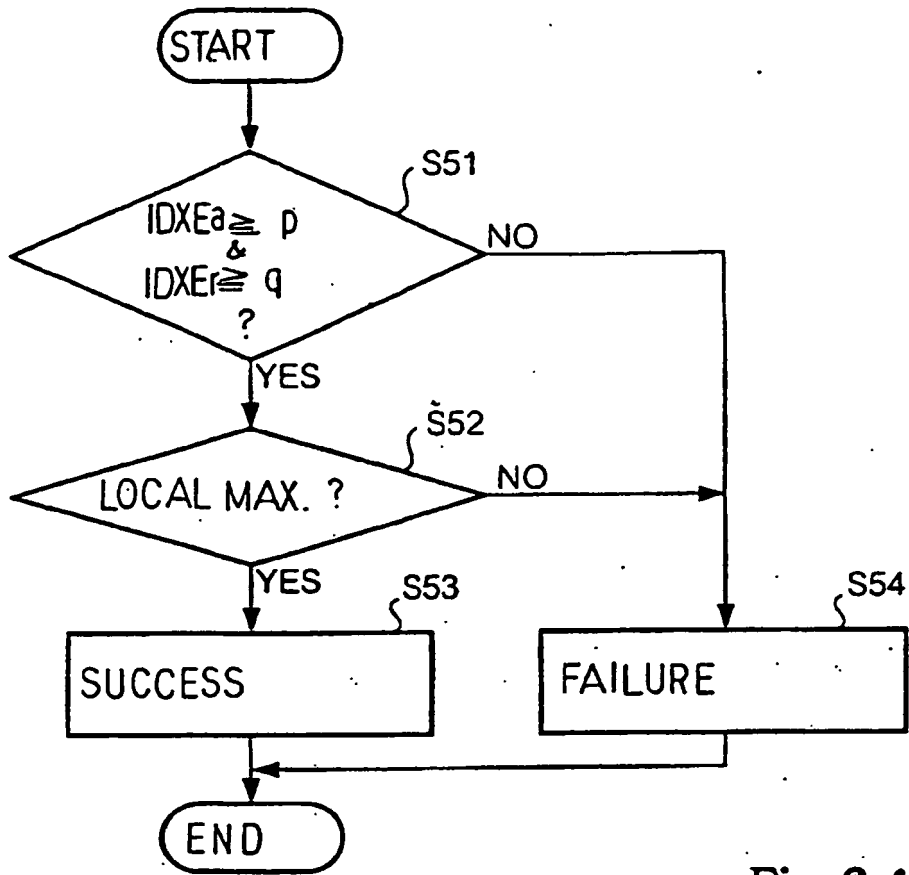 START
S51
IDXEa≧ p
&
IDXEr≧ q
?
NO
YES
S52
LOCAL MAX. ?
NO
YES
S53
SUCCESS
S54
FAILURE
END